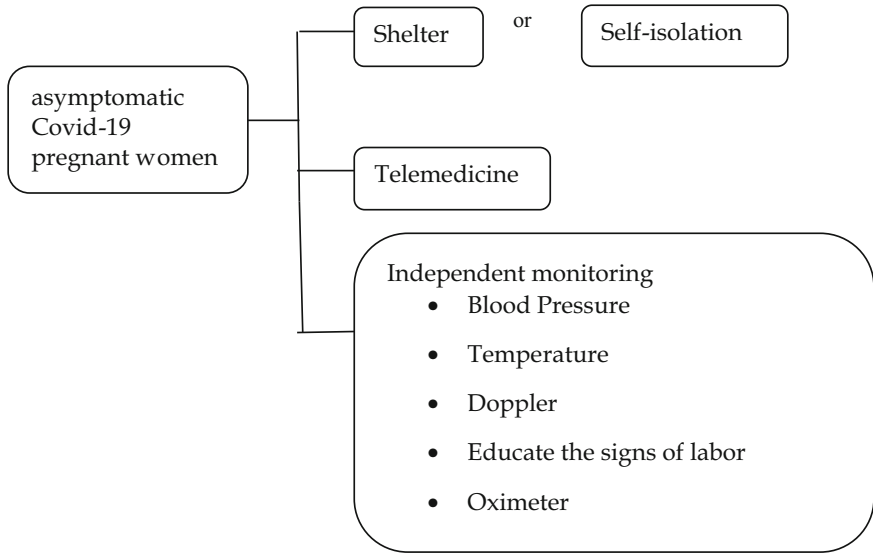 Shelter or Self-isolation
asymptomatic
Covid-19
pregnant women
Telemedicine
Independent monitoring
• Blood Pressure
• Temperature
• Doppler
• Educate the signs of labor
• Oximeter